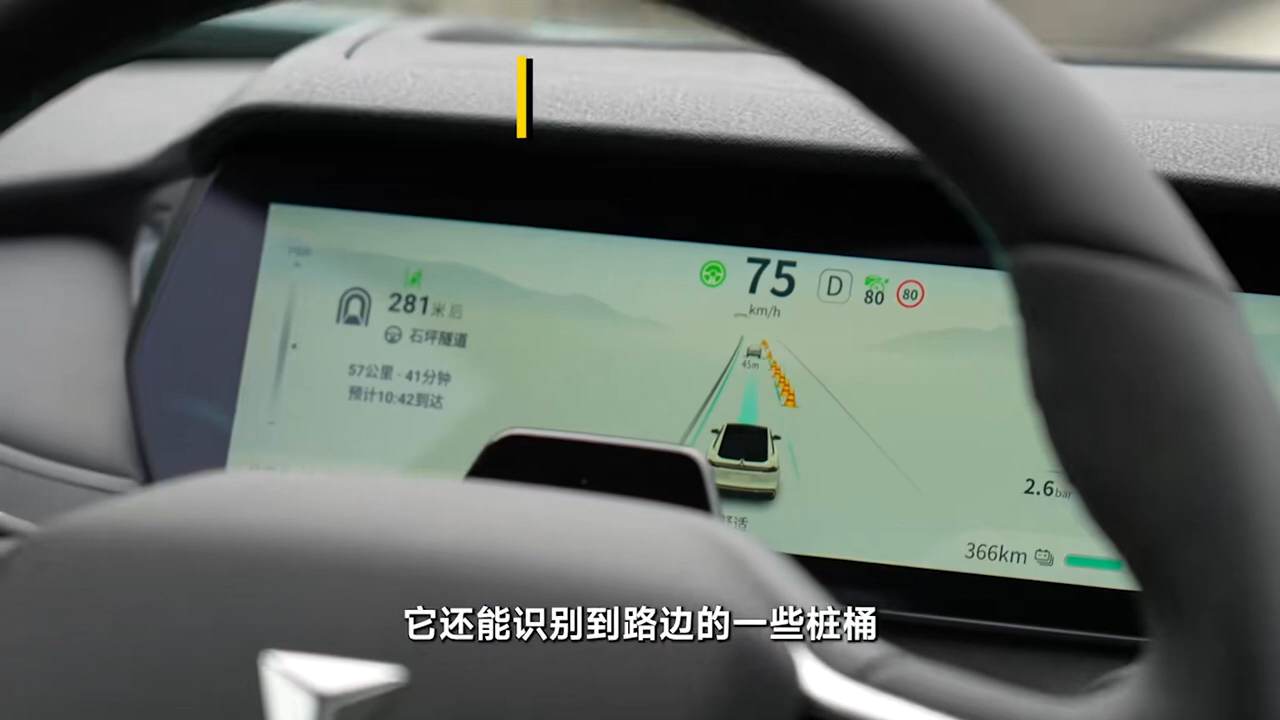 281米后
石坪隧道
57公里·41分钟
预计10:42到达
75
km/h
D
80
80
45m
2.6bar
舒适
366km
它还能识别到路边的一些桩桶